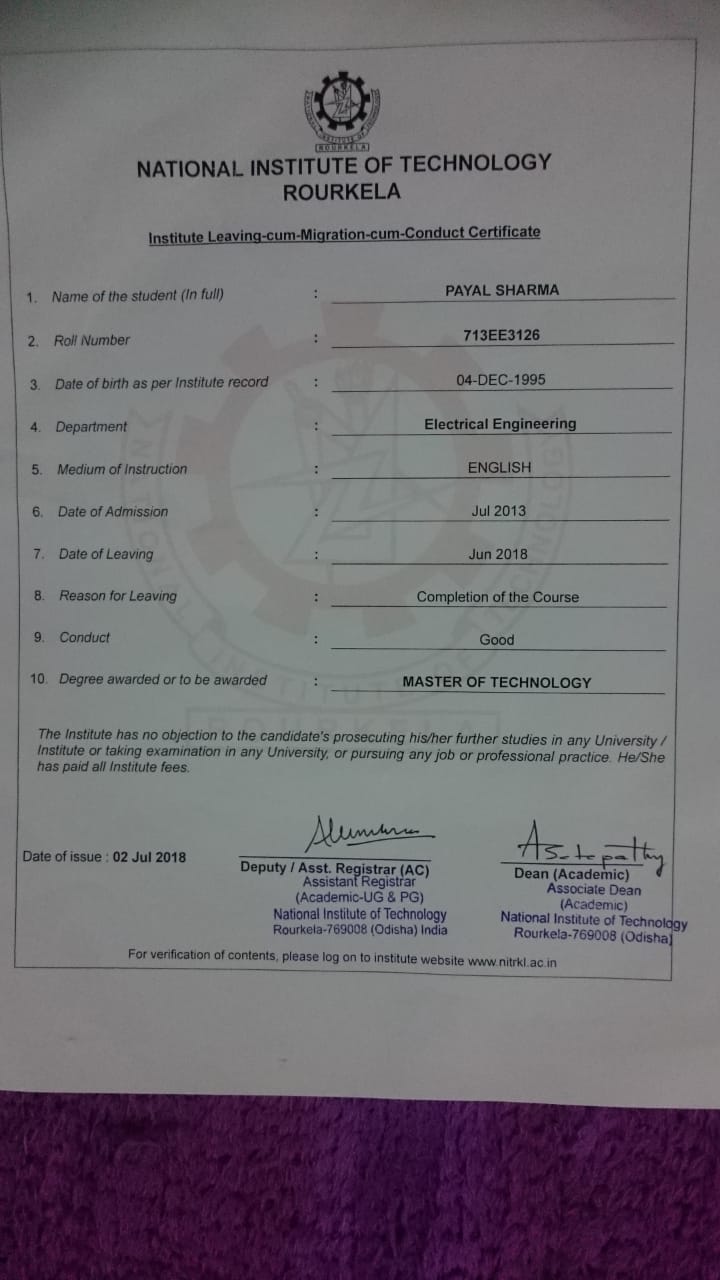 ROURKELA
NATIONAL INSTITUTE OF TECHNOLOGY
ROURKELA
Institute Leaving-cum-Migration-cum-Conduct Certificate
1. Name of the student (In full) : PAYAL SHARMA
2. Roll Number : 713EE3126
3. Date of birth as per Institute record : 04-DEC-1995
4. Department : Electrical Engineering
5. Medium of Instruction : ENGLISH
6. Date of Admission : Jul 2013
7. Date of Leaving : Jun 2018
8. Reason for Leaving : Completion of the Course
9. Conduct : Good
10. Degree awarded or to be awarded : MASTER OF TECHNOLOGY
The Institute has no objection to the candidate's prosecuting his/her further studies in any University /
Institute or taking examination in any University, or pursuing any job or professional practice. He/She
has paid all Institute fees.
Date of issue : 02 Jul 2018
Deputy / Asst. Registrar (AC)
Assistant Registrar
(Academic-UG & PG)
National Institute of Technology
Rourkela-769008 (Odisha) India
Dean (Academic)
Associate Dean
(Academic)
National Institute of Technology
Rourkela-769008 (Odisha)
For verification of contents, please log on to institute website www.nitrkl.ac.in